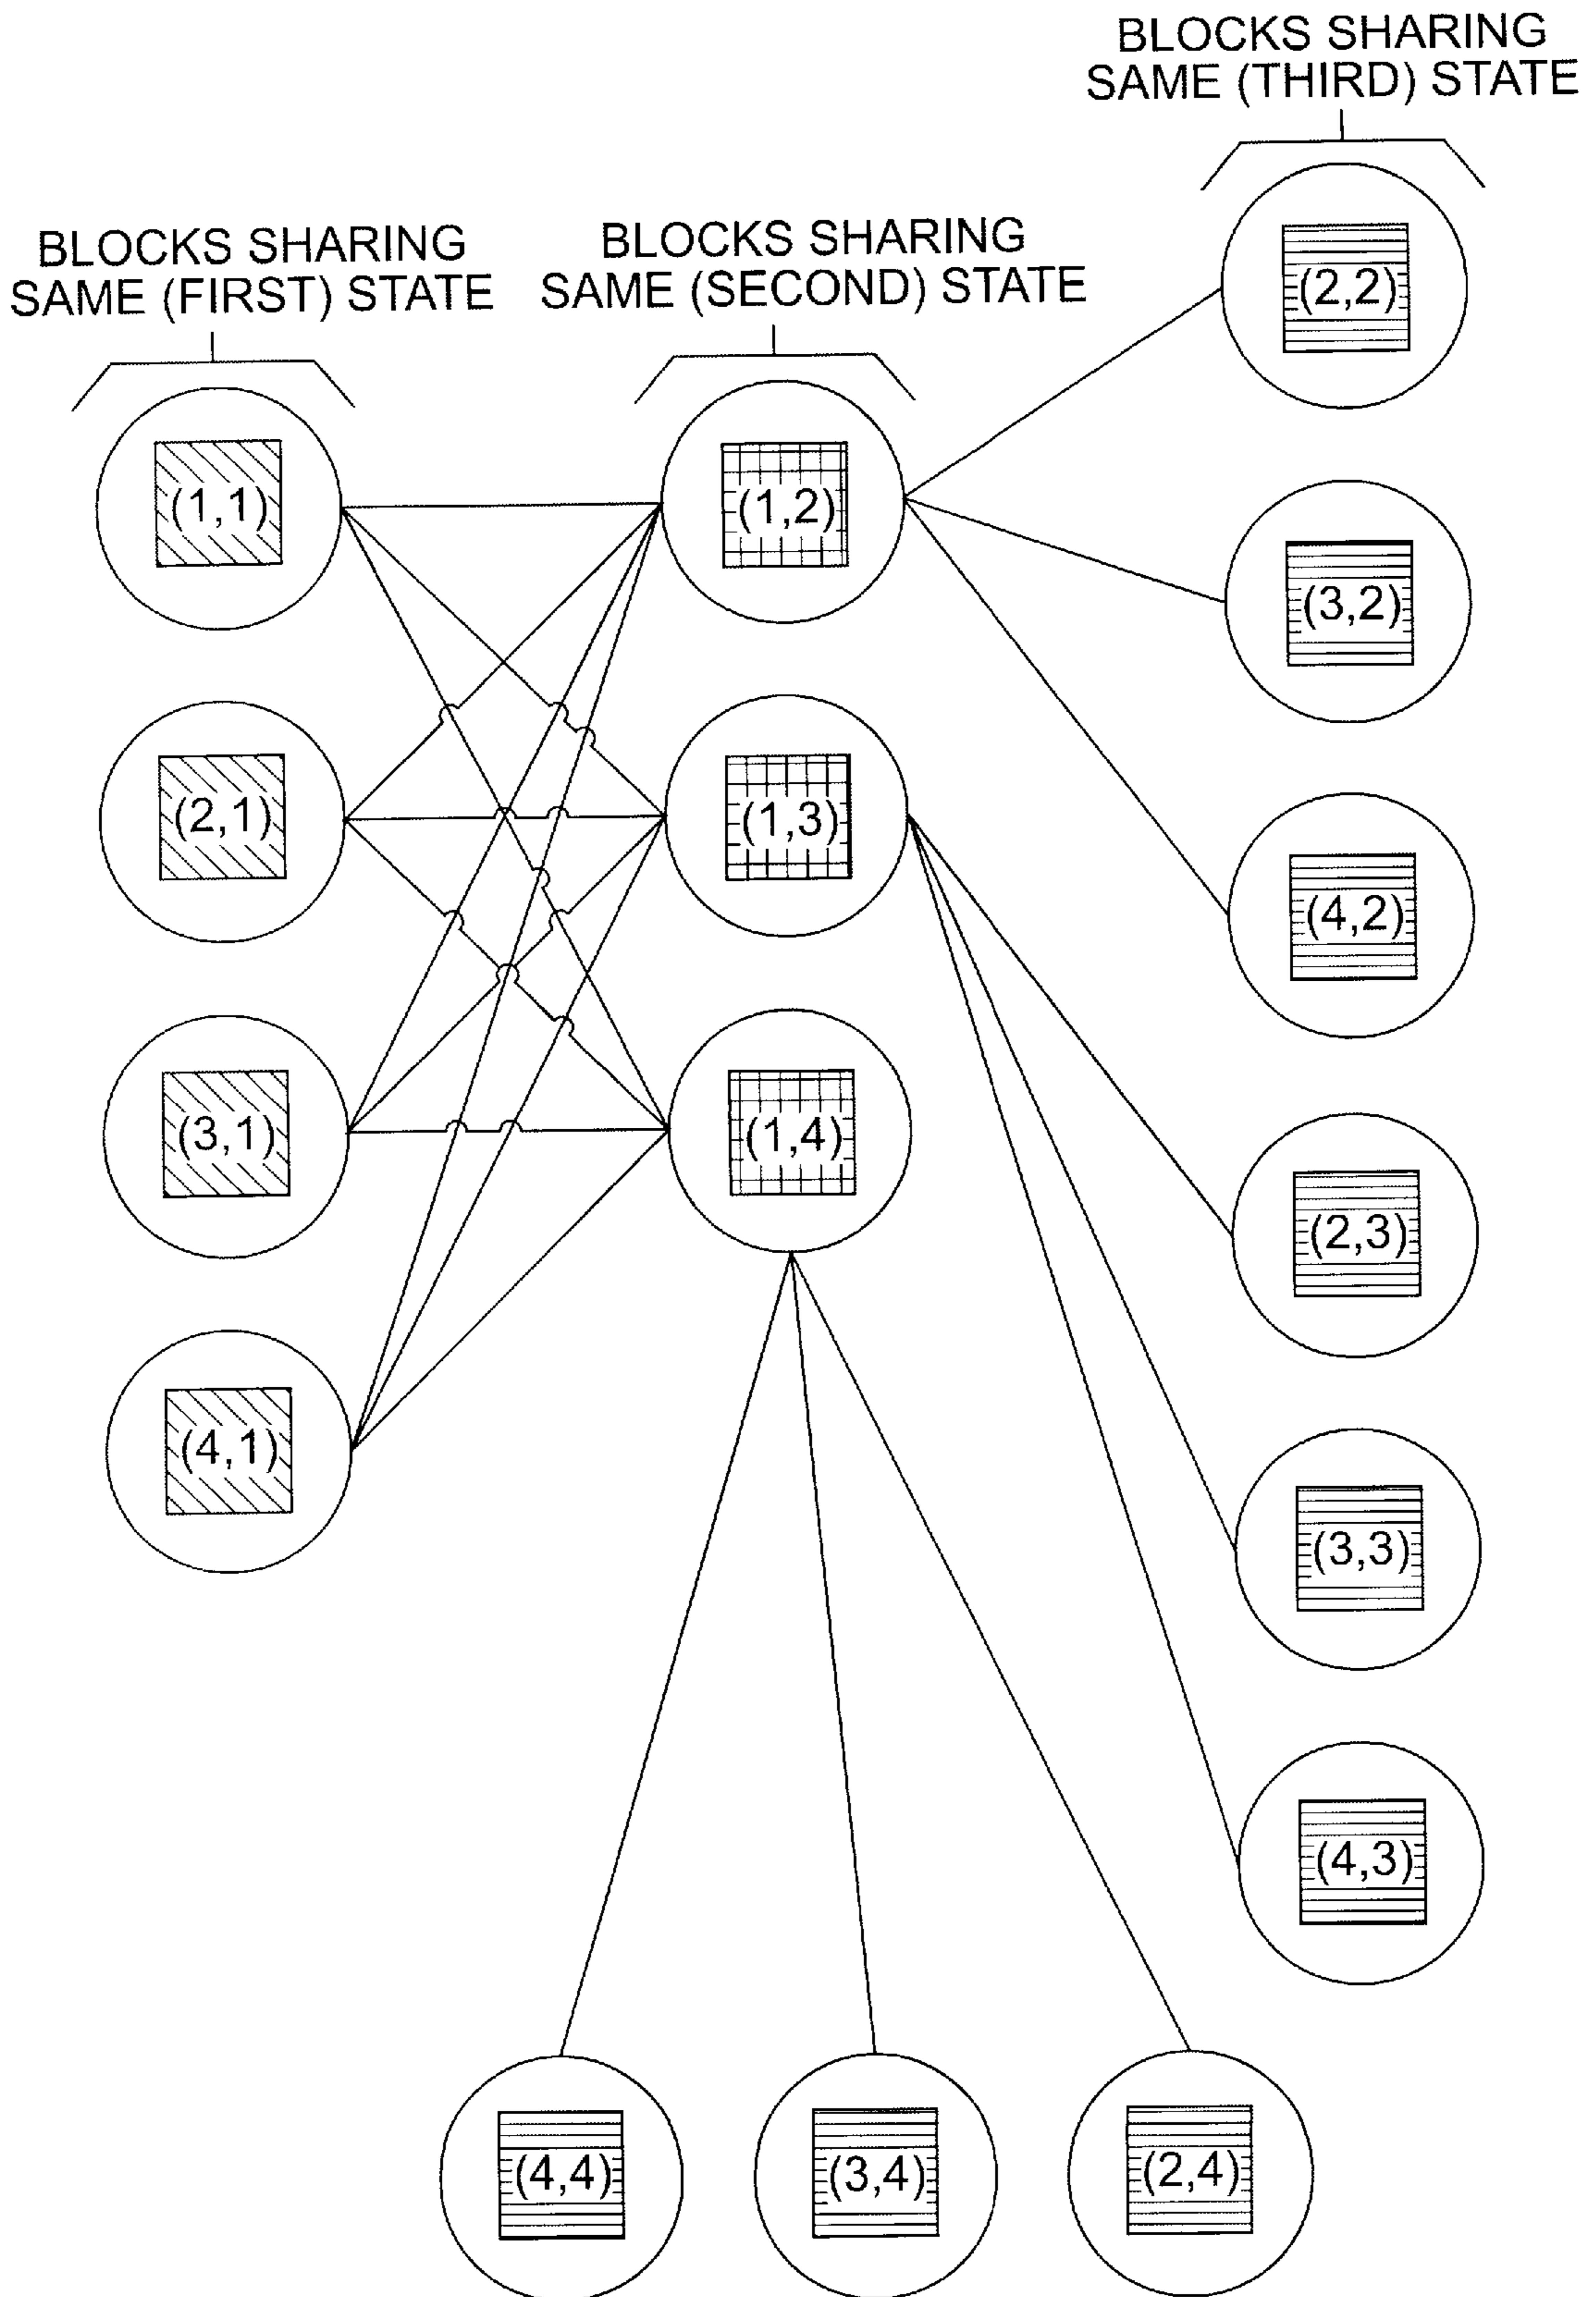 BLOCKS SHARING
SAME (THIRD) STATE
BLOCKS SHARING
SAME (FIRST) STATE
BLOCKS SHARING
SAME (SECOND) STATE
(2,2)
(1,1)
(1,2)
(3,2)
(2,1)
(1,3)
(4,2)
(3,1)
(1,4)
(2,3)
(4,1)
(3,3)
(4,3)
(4,4)
(3,4)
(2,4)